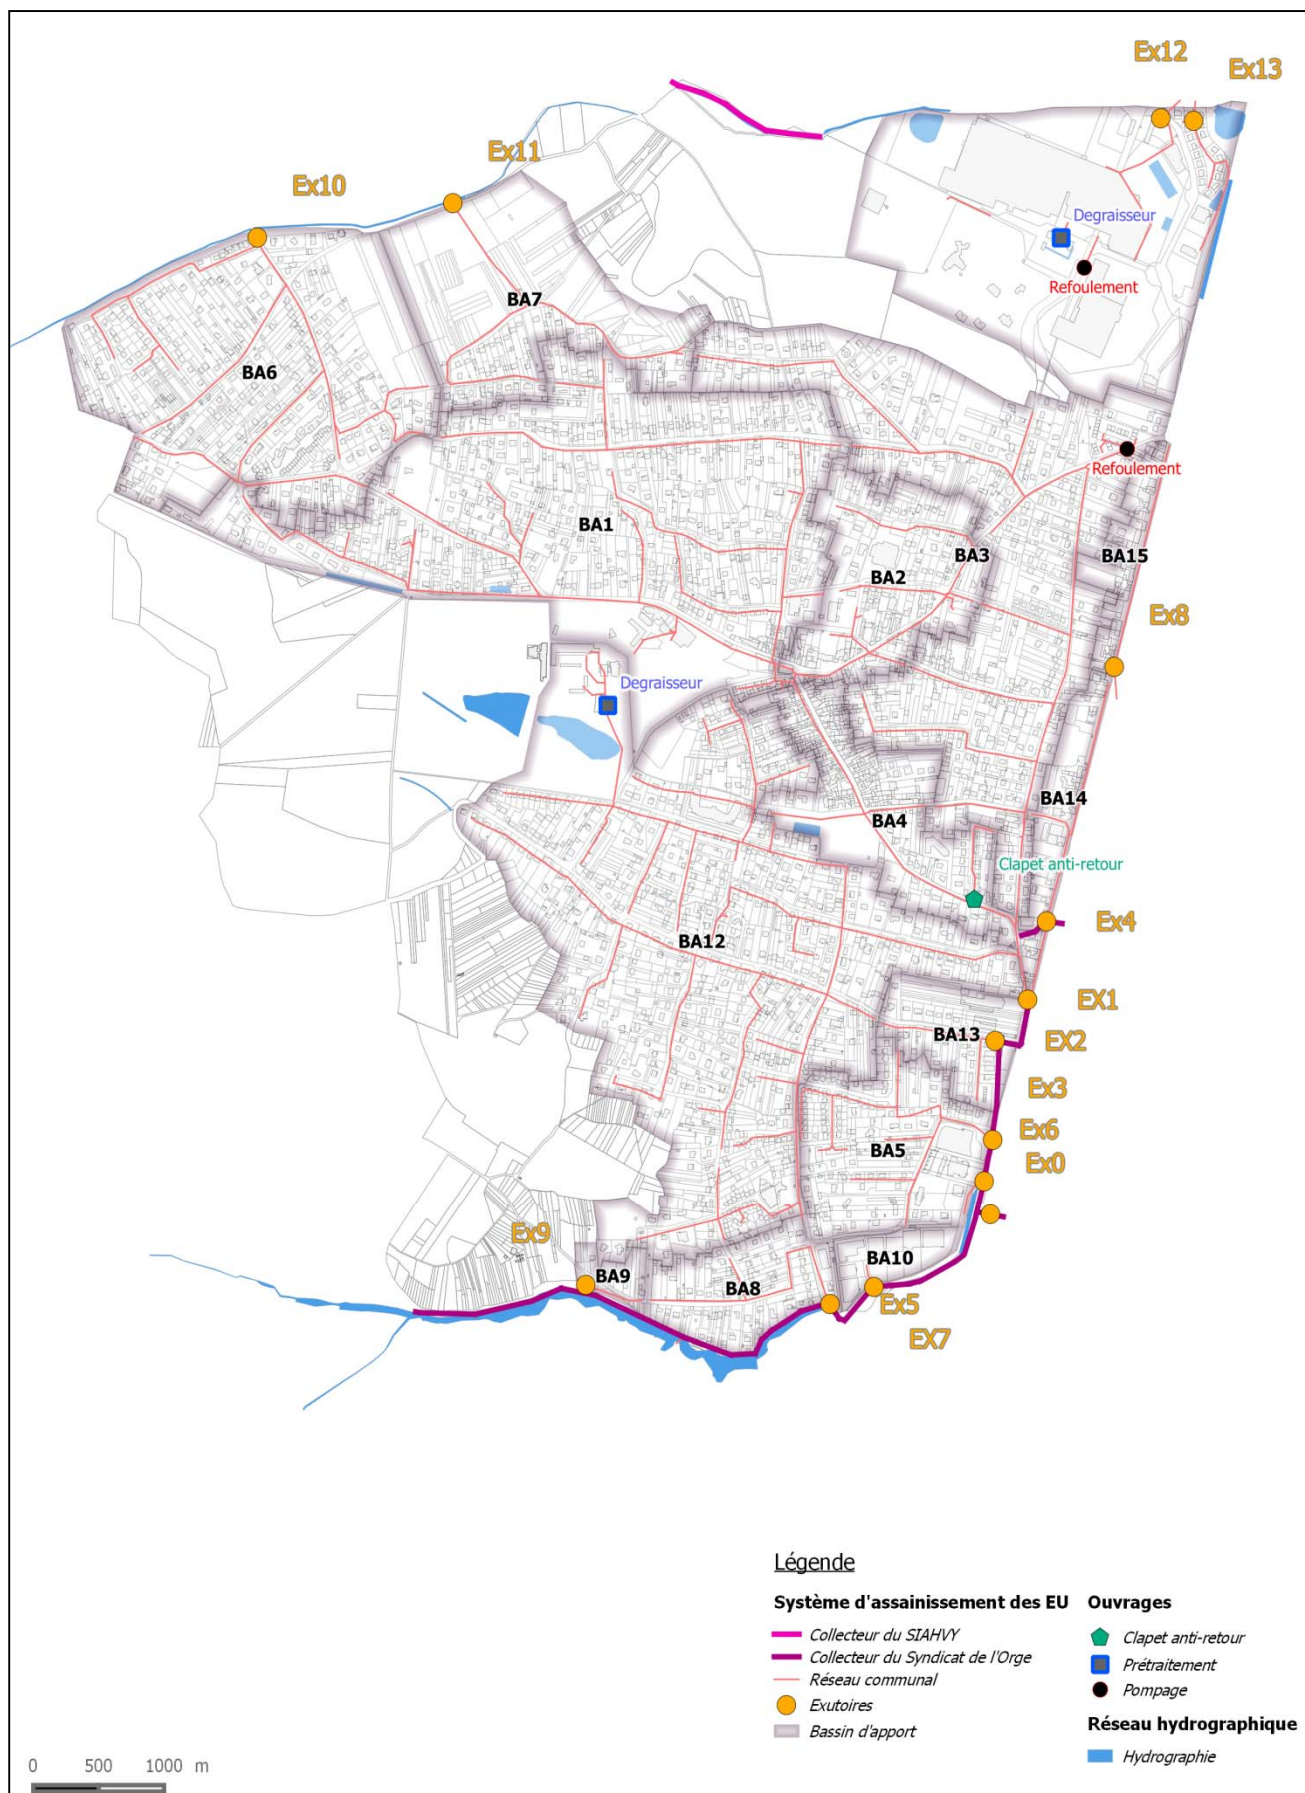 Ex12
Ex13
Ex11
Ex10
Degraisseur
Refoulement
BA7
BA6
Refoulement
BA1
BA3
BA15
BA2
Ex8
Degraisseur
BA14
BA4
Clapet anti-retour
Ex4
BA12
EX1
BA13
EX2
Ex3
Ex6
BA5
Ex0
Ex9
BA10
BA9
BA8
Ex5
EX7
Légende
Système d'assainissement des EU
Collecteur du SIAHVY
Collecteur du Syndicat de l'Orge
Réseau communal
Exutoires
Bassin d'apport
Ouvrages
Clapet anti-retour
Prétraitement
Pompage
Réseau hydrographique
Hydrographie
0 500 1000 m